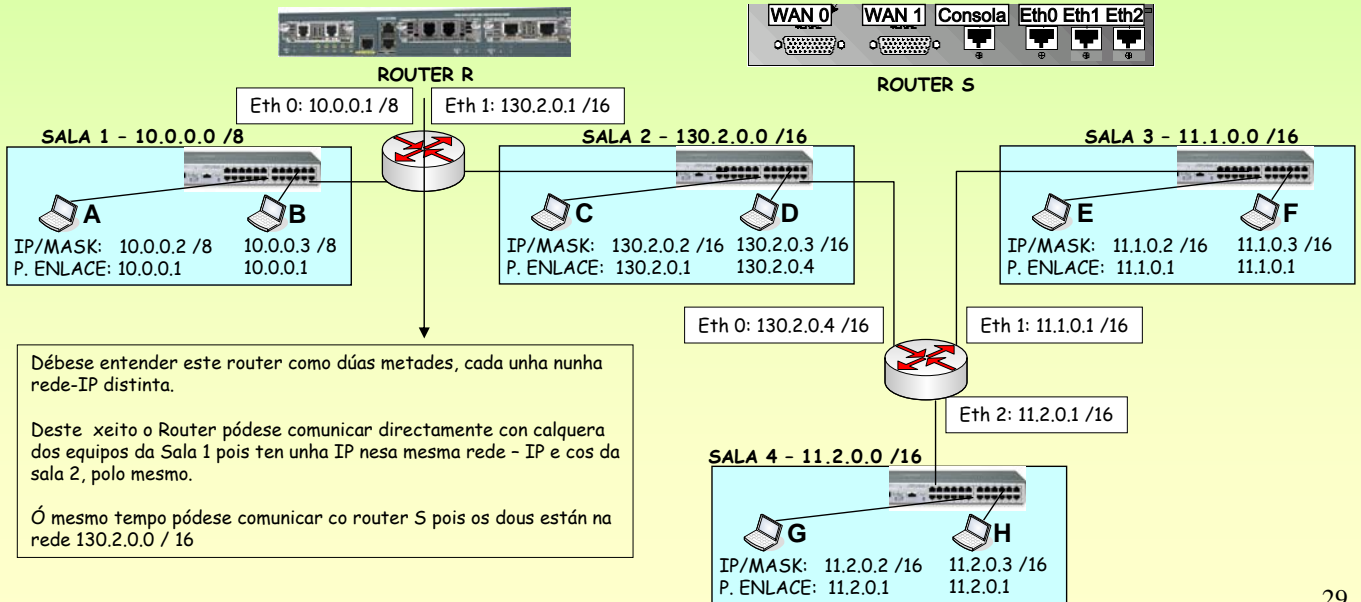 WAN 0 WAN 1 Consola Eth0 Eth1 Eth2
ROUTER R
ROUTER S
Eth 0: 10.0.0.1 /8
Eth 1: 130.2.0.1 /16
SALA 1 - 10.0.0.0 /8
A
B
IP/MASK: 10.0.0.2 /8 10.0.0.3 /8
P. ENLACE: 10.0.0.1 10.0.0.1
SALA 2 - 130.2.0.0 /16
C
D
IP/MASK: 130.2.0.2 /16 130.2.0.3 /16
P. ENLACE: 130.2.0.1 130.2.0.4
SALA 3 - 11.1.0.0 /16
E
F
IP/MASK: 11.1.0.2 /16 11.1.0.3 /16
P. ENLACE: 11.1.0.1 11.1.0.1
Eth 0: 130.2.0.4 /16
Eth 1: 11.1.0.1 /16
Eth 2: 11.2.0.1 /16
Débese entender este router como dúas metades, cada unha nunha
rede-IP distinta.
Deste xeito o Router pódese comunicar directamente con calquera
dos equipos da Sala 1 pois ten unha IP nesa mesma rede – IP e cos da
sala 2, polo mesmo.
Ó mesmo tempo pódese comunicar co router S pois os dous están na
rede 130.2.0.0 / 16
SALA 4 - 11.2.0.0 /16
G
H
IP/MASK: 11.2.0.2 /16 11.2.0.3 /16
P. ENLACE: 11.2.0.1 11.2.0.1
29